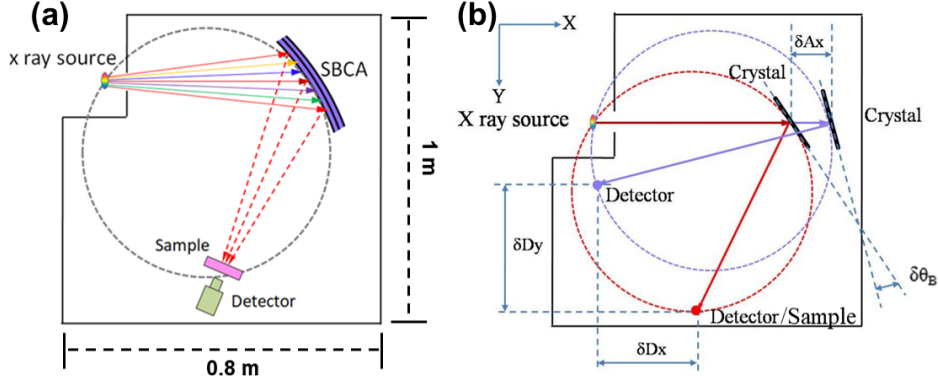 (a)
x ray source
SBCA
Sample
Detector
1 m
0.8 m
(b)
X
Y
δAx
Crystal
X ray source
Crystal
Detector
δDy
δθB
Detector/Sample
δDx